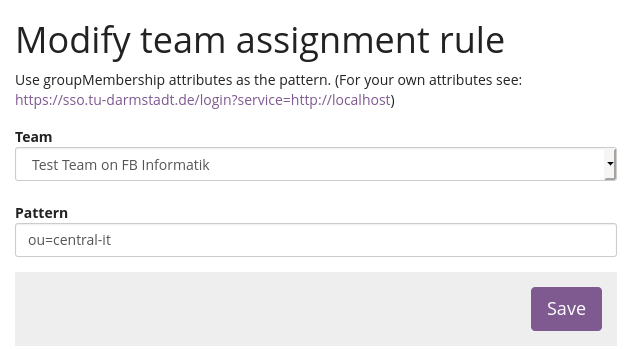 Modify team assignment rule
Use groupMembership attributes as the pattern. (For your own attributes see:
https://sso.tu-darmstadt.de/login?service=http://localhost)
Team
Test Team on FB Informatik
Pattern
ou=central-it
Save